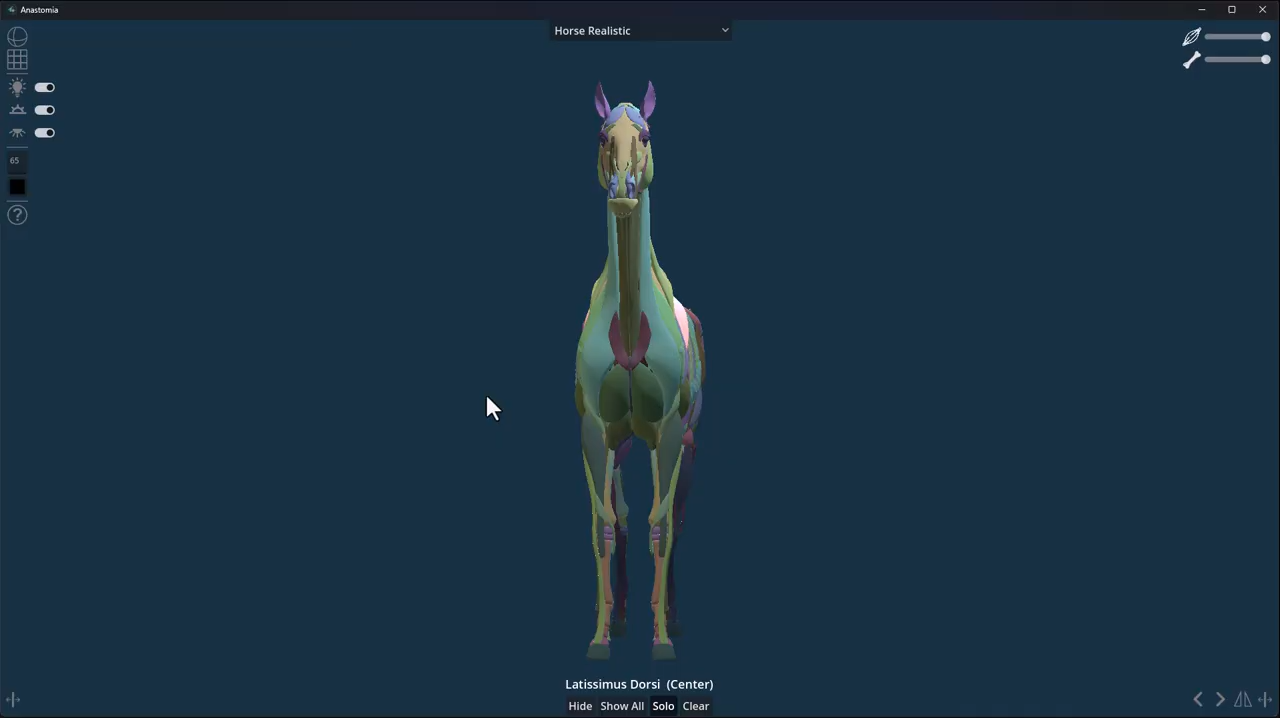 Anastomia
Horse Realistic
65
Latissimus Dorsi (Center)
Hide Show All Solo Clear